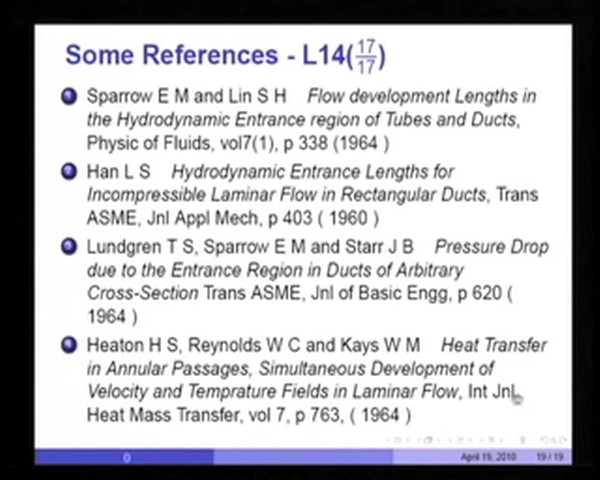 Some References - L14(17/17)
1 Sparrow E M and Lin S H Flow development Lengths in
the Hydrodynamic Entrance region of Tubes and Ducts,
Physic of Fluids, vol7(1), p 338 (1964 )
2 Han L S Hydrodynamic Entrance Lengths for
Incompressible Laminar Flow in Rectangular Ducts, Trans
ASME, Jnl Appl Mech, p 403 ( 1960 )
Lundgren T S, Sparrow E M and Starr J B Pressure Drop
due to the Entrance Region in Ducts of Arbitrary
Cross-Section Trans ASME, Jnl of Basic Engg, p 620 (
1964 )
Heaton H S, Reynolds W C and Kays W M Heat Transfer
in Annular Passages, Simultaneous Development of
Velocity and Temprature Fields in Laminar Flow, Int Jnl
Heat Mass Transfer, vol 7, p 763, ( 1964 )
() April 19, 2010 19 / 19